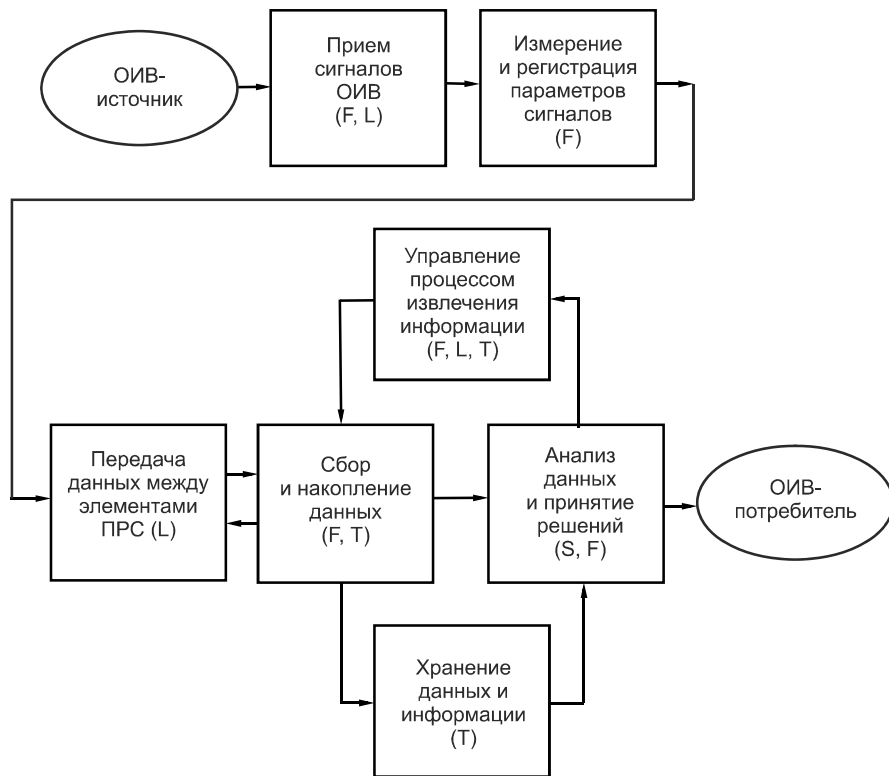 ОИВ-
источник
Прием
сигналов
ОИВ
(F, L)
Измерение
и регистрация
параметров
сигналов
(F)
Управление
процессом
извлечения
информации
(F, L, T)
Передача
данных между
элементами
ПРС (L)
Сбор
и накопление
данных
(F, T)
Анализ
данных
и принятие
решений
(S, F)
ОИВ-
потребитель
Хранение
данных и
информации
(T)